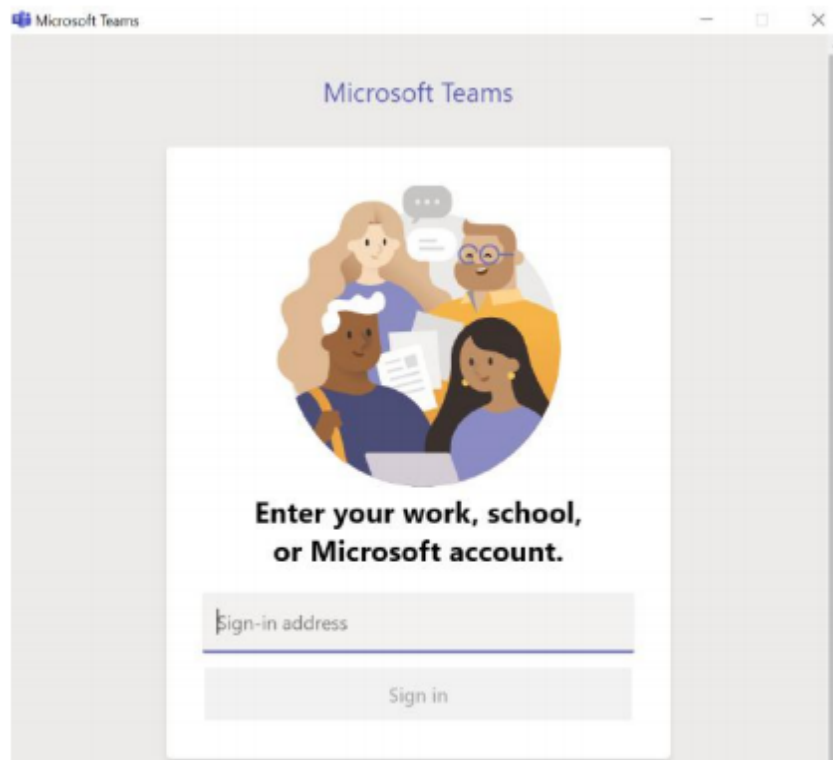 Microsoft Teams
Microsoft Teams
Enter your work, school,
or Microsoft account.
Sign-in address
Sign in